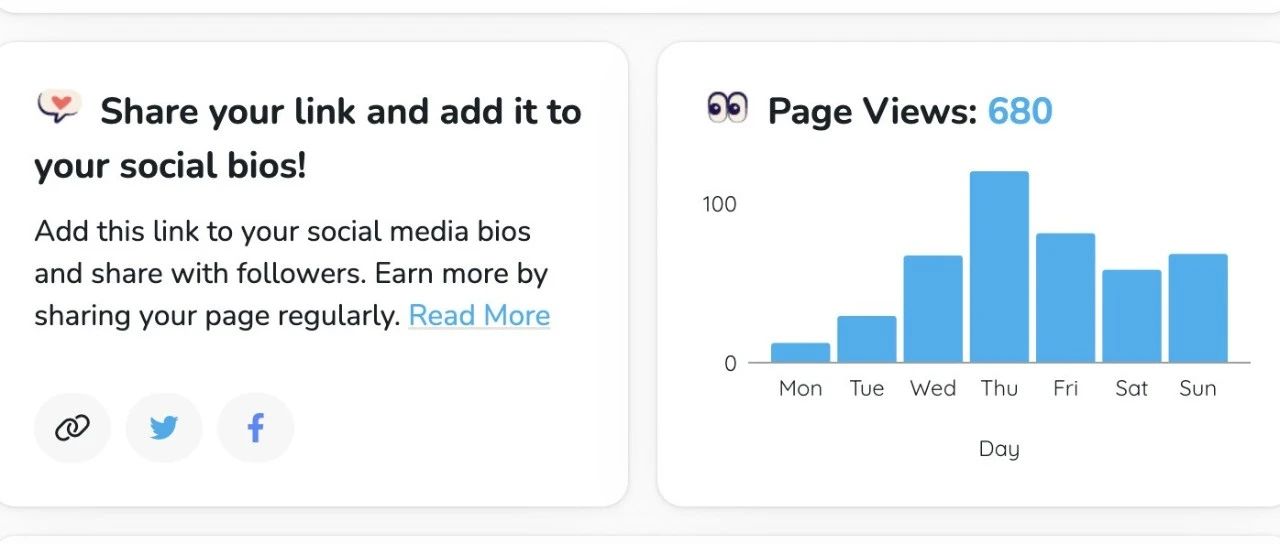 Share your link and add it to
your social bios!
Add this link to your social media bios
and share with followers. Earn more by
sharing your page regularly. Read More
Page Views: 680
100
0
Mon Tue Wed Thu Fri Sat Sun
Day